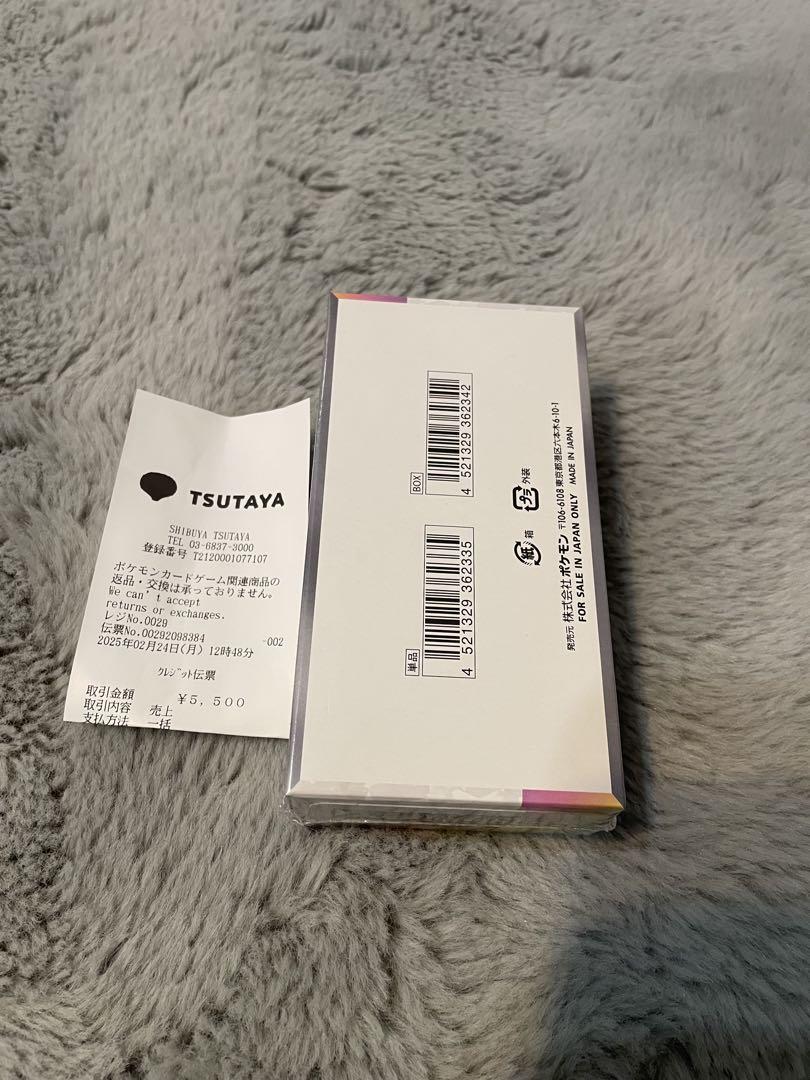 TSUTAYA
SHIBUYA TSUTAYA
TEL 03-6837-3000
登録番号 T2120001077107
ポケモンカードゲーム関連商品の
返品・交換は承っておりません。
We can't accept
returns or exchanges.
レジNo.0029
伝票No.00292098384 -002
2025年02月24日(月) 12時48分
クレジット伝票
取引金額 ¥5,500
取引内容 売上
支払方法 一括
BOX
4 521329 362342
単品
4 521329 362335
プラ 外装
紙 箱
発売元 株式会社ポケモン 〒106-6108 東京都港区六本木6-10-1
FOR SALE IN JAPAN ONLY MADE IN JAPAN